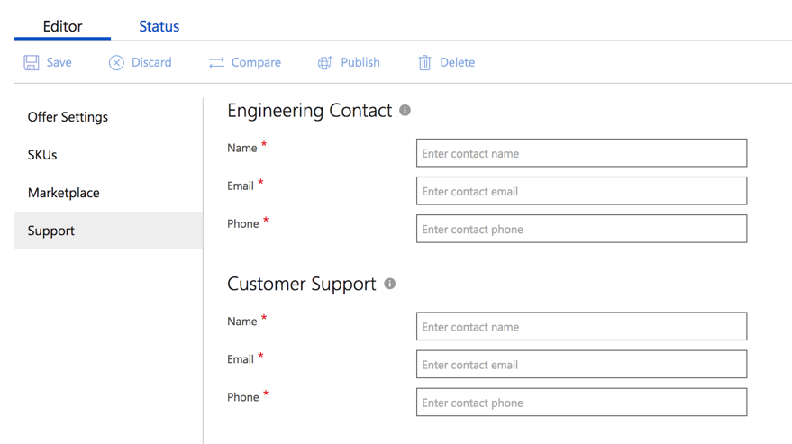 Editor Status
Save Discard Compare Publish Delete
Offer Settings
SKUs
Marketplace
Support
Engineering Contact
Name * Enter contact name
Email * Enter contact email
Phone * Enter contact phone
Customer Support
Name * Enter contact name
Email * Enter contact email
Phone * Enter contact phone